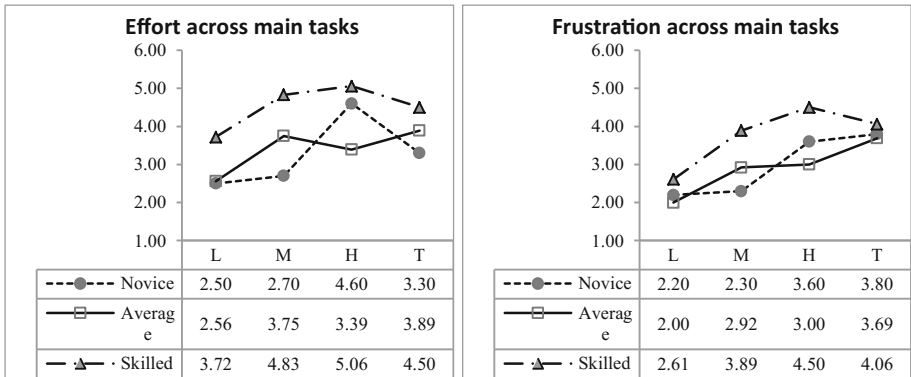 Effort across main tasks
6.00
5.00
4.00
3.00
2.00
1.00
L M H T
Novice 2.50 2.70 4.60 3.30
Averag
e 2.56 3.75 3.39 3.89
Skilled 3.72 4.83 5.06 4.50
Frustration across main tasks
6.00
5.00
4.00
3.00
2.00
1.00
L M H T
Novice 2.20 2.30 3.60 3.80
Averag
e 2.00 2.92 3.00 3.69
Skilled 2.61 3.89 4.50 4.06